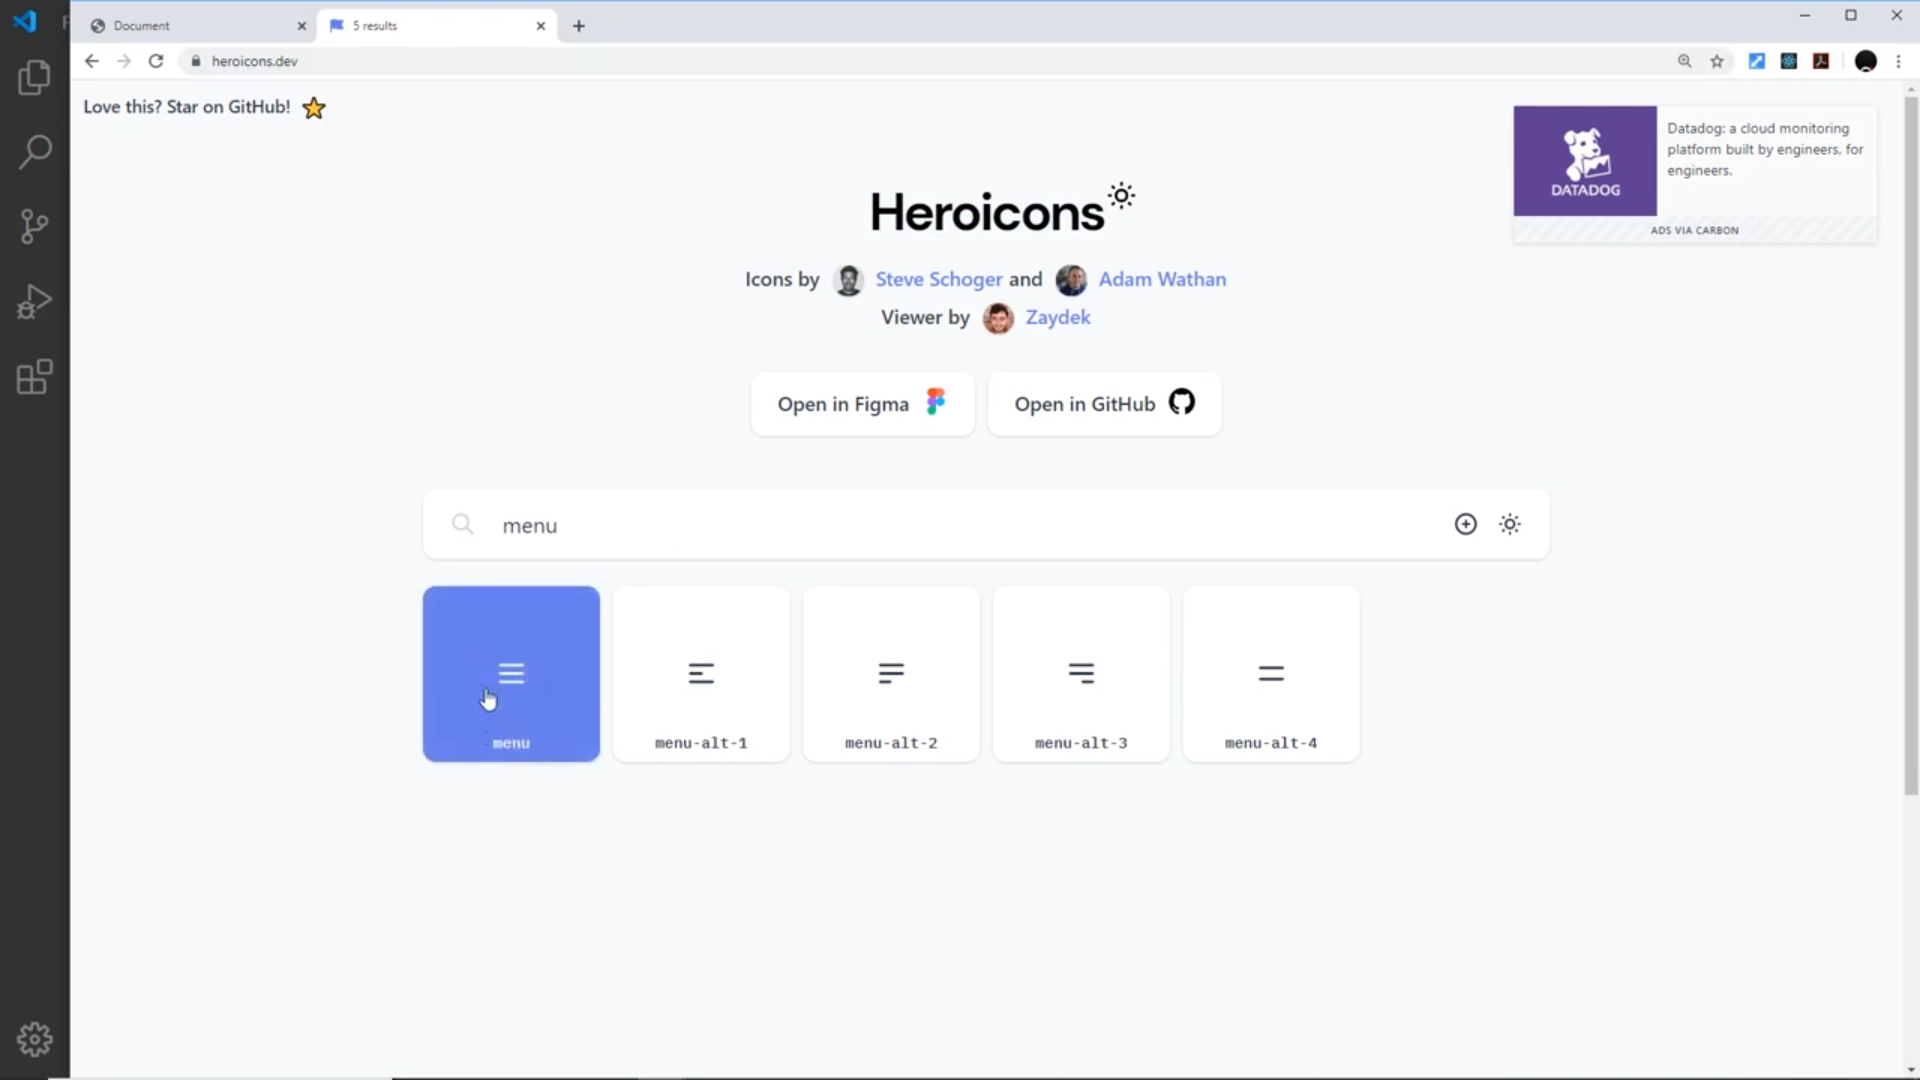 Document
5 results
heroicons.dev
Love this? Star on GitHub!
DATADOG
Datadog: a cloud monitoring
platform built by engineers, for
engineers.
ADS VIA CARBON
Heroicons
Icons by Steve Schoger and Adam Wathan
Viewer by Zaydek
Open in Figma
Open in GitHub
menu
menu
menu-alt-1
menu-alt-2
menu-alt-3
menu-alt-4